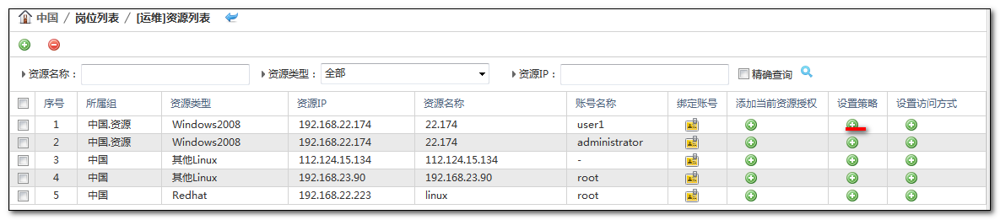 中国 / 岗位列表 / [运维]资源列表
资源名称： 资源类型： 全部 资源IP： 精确查询
序号 所属组 资源类型 资源IP 资源名称 账号名称 绑定账号 添加当前资源授权 设置策略 设置访问方式
1 中国.资源 Windows2008 192.168.22.174 22.174 user1
2 中国.资源 Windows2008 192.168.22.174 22.174 administrator
3 中国 其他Linux 112.124.15.134 112.124.15.134 -
4 中国 其他Linux 192.168.23.90 192.168.23.90 root
5 中国 Redhat 192.168.22.223 linux root